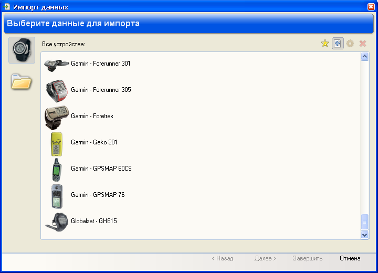 Импорт данных
Выберите данные для импорта
Все устройства:
Garmin - Forerunner 301
Garmin - Forerunner 305
Garmin - Foretrex
Garmin - Geko 301
Garmin - GPSMAP 60CS
Garmin - GPSMAP 76
Globalsat - GH615
< Назад
Далее >
Завершить
Отмена